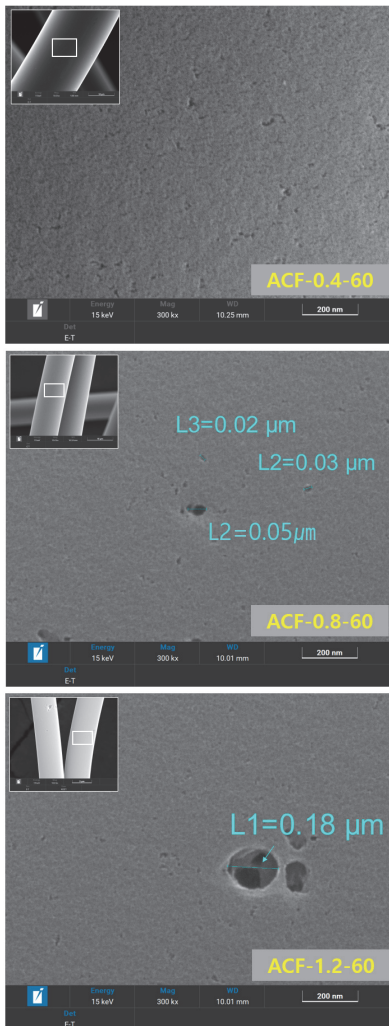 ACF-0.4-60
Energy Mag WD
15 keV 300 kx 10.25 mm 200 nm
Det
E-T
L3=0.02 μm
L2=0.03 μm
L2=0.05μm
ACF-0.8-60
Energy Mag WD
15 keV 300 kx 10.01 mm 200 nm
Det
E-T
L1=0.18 μm
ACF-1.2-60
Energy Mag WD
15 keV 300 kx 10.01 mm 200 nm
Det
E-T